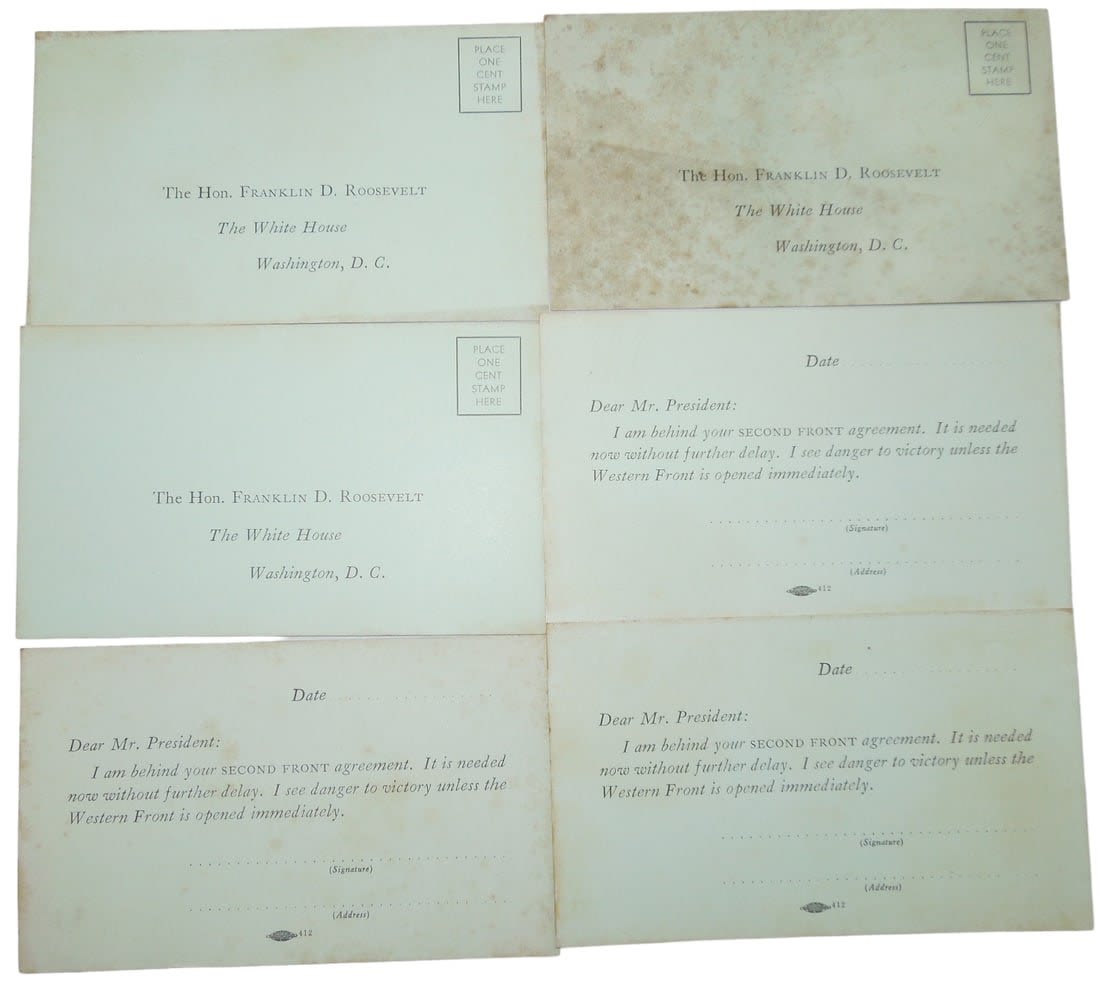 PLACE
ONE
CENT
STAMP
HERE
The Hon. FRANKLIN D. ROOSEVELT
The White House
Washington, D. C.
PLACE
ONE
CENT
STAMP
HERE
The Hon. FRANKLIN D. ROOSEVELT
The White House
Washington, D. C.
PLACE
ONE
CENT
STAMP
HERE
The Hon. FRANKLIN D. ROOSEVELT
The White House
Washington, D. C.
Date
Dear Mr. President:
I am behind your SECOND FRONT agreement. It is needed
now without further delay. I see danger to victory unless the
Western Front is opened immediately.
(Signature)
(Address)
412
Date
Dear Mr. President:
I am behind your SECOND FRONT agreement. It is needed
now without further delay. I see danger to victory unless the
Western Front is opened immediately.
(Signature)
(Address)
412
Date
Dear Mr. President:
I am behind your SECOND FRONT agreement. It is needed
now without further delay. I see danger to victory unless the
Western Front is opened immediately.
(Signature)
(Address)
412